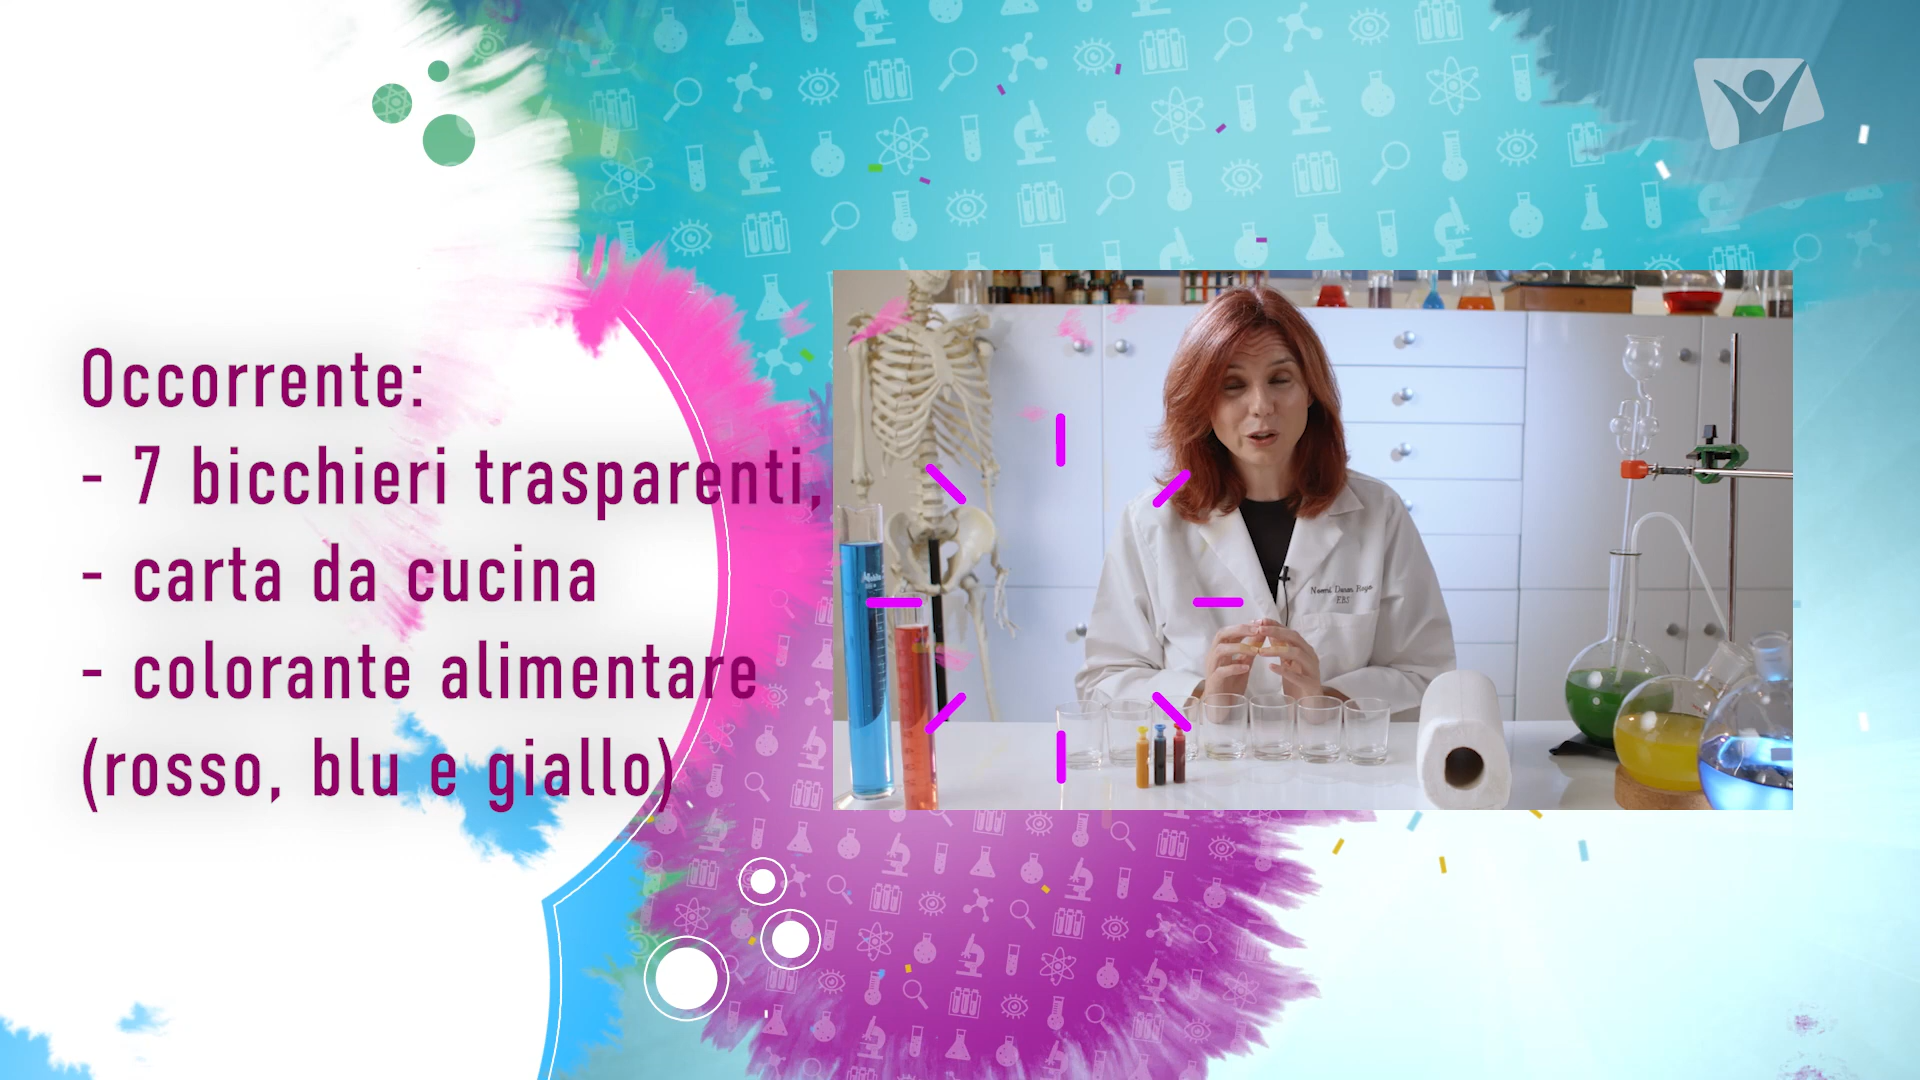 Occorrente:
- 7 bicchieri trasparenti,
- carta da cucina
- colorante alimentare
(rosso, blu e giallo)